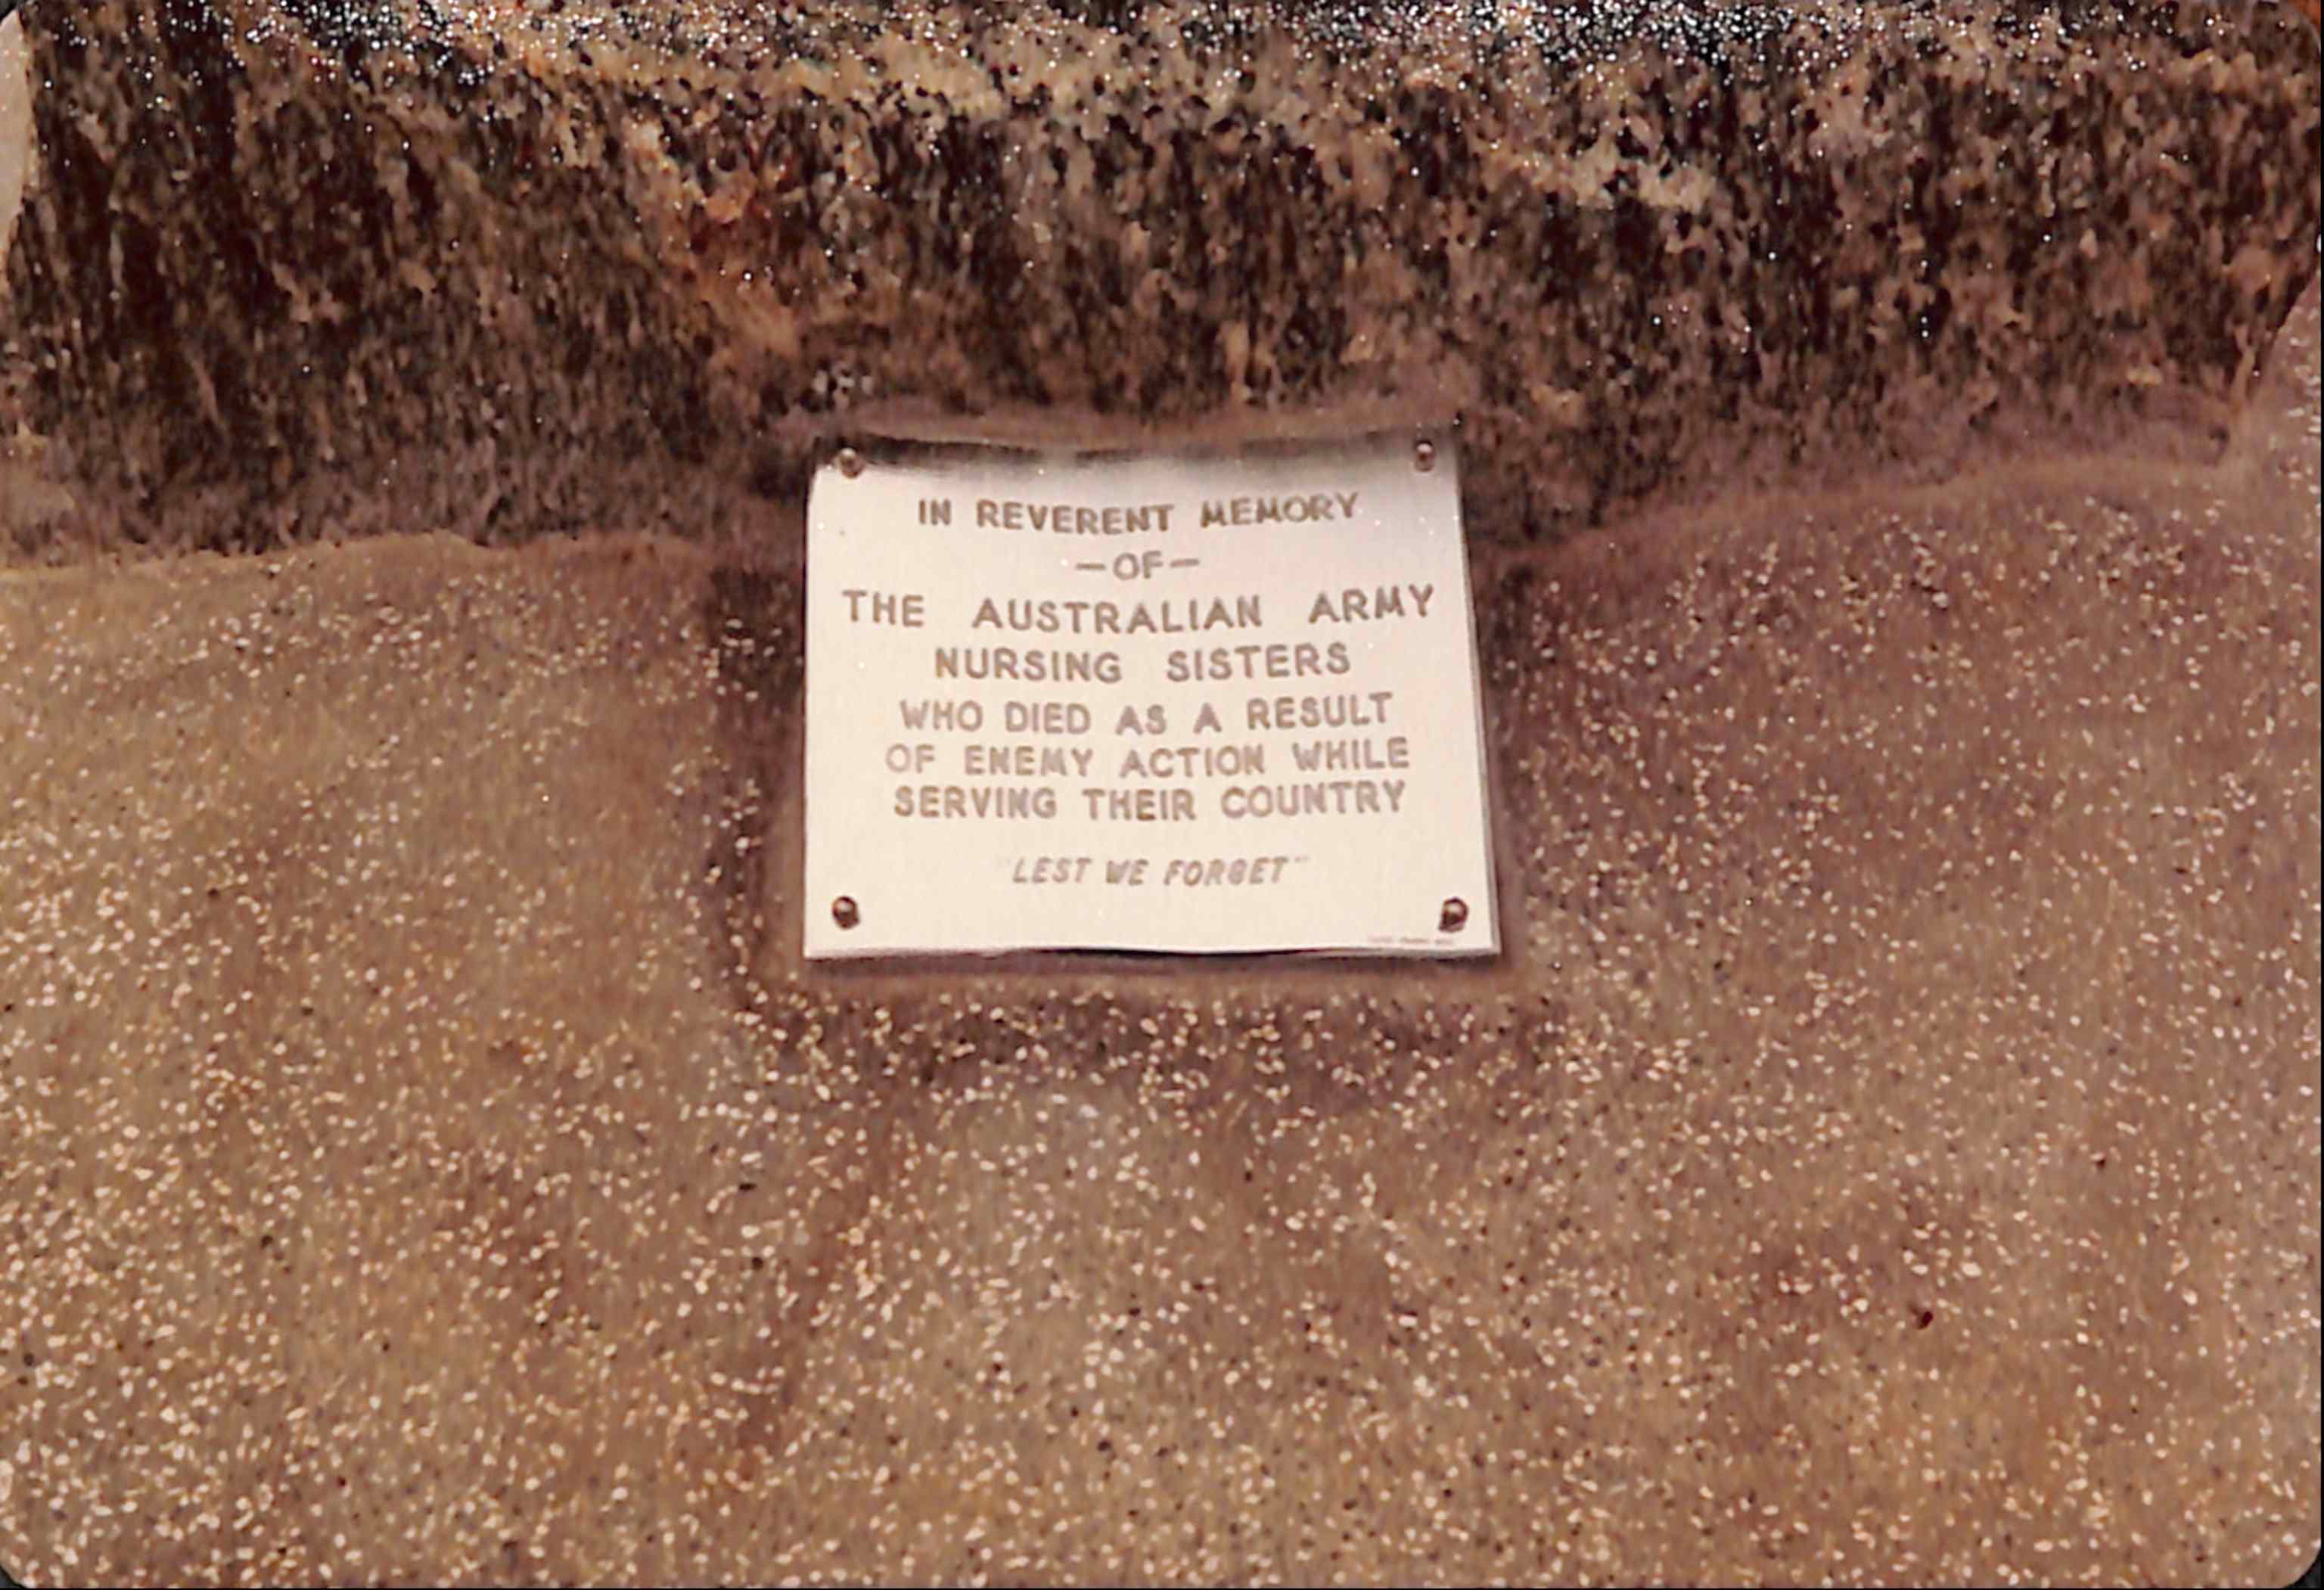 IN REVERENT MEMORY
—OF—
THE AUSTRALIAN ARMY
NURSING SISTERS
WHO DIED AS A RESULT
OF ENEMY ACTION WHILE
SERVING THEIR COUNTRY
"LEST WE FORGET"